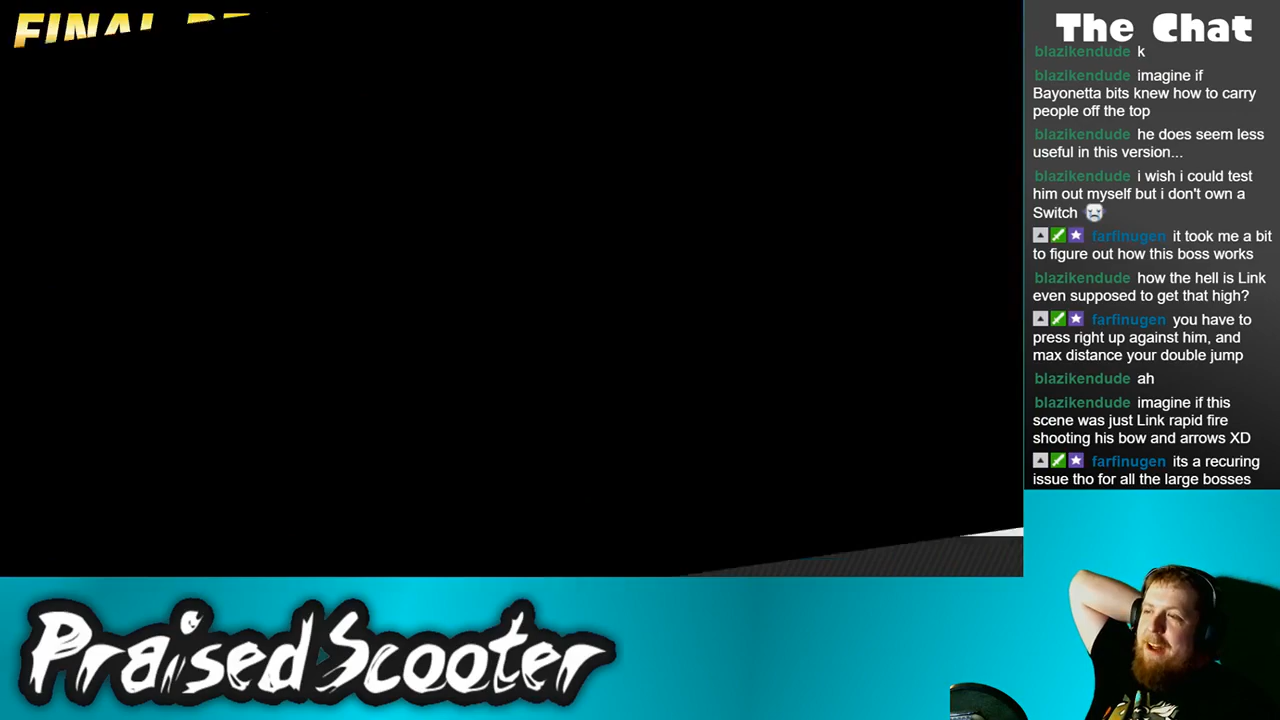 FINAL
The Chat
blazikendude k
blazikendude imagine if
Bayonetta bits knew how to carry
people off the top
blazikendude he does seem less
useful in this version...
blazikendude i wish i could test
him out myself but i don't own a
Switch
farfinugen it took me a bit
to figure out how this boss works
blazikendude how the hell is Link
even supposed to get that high?
farfinugen you have to
press right up against him, and
max distance your double jump
blazikendude ah
blazikendude imagine if this
scene was just Link rapid fire
shooting his bow and arrows XD
farfinugen its a recuring
issue tho for all the large bosses
PraisedScooter